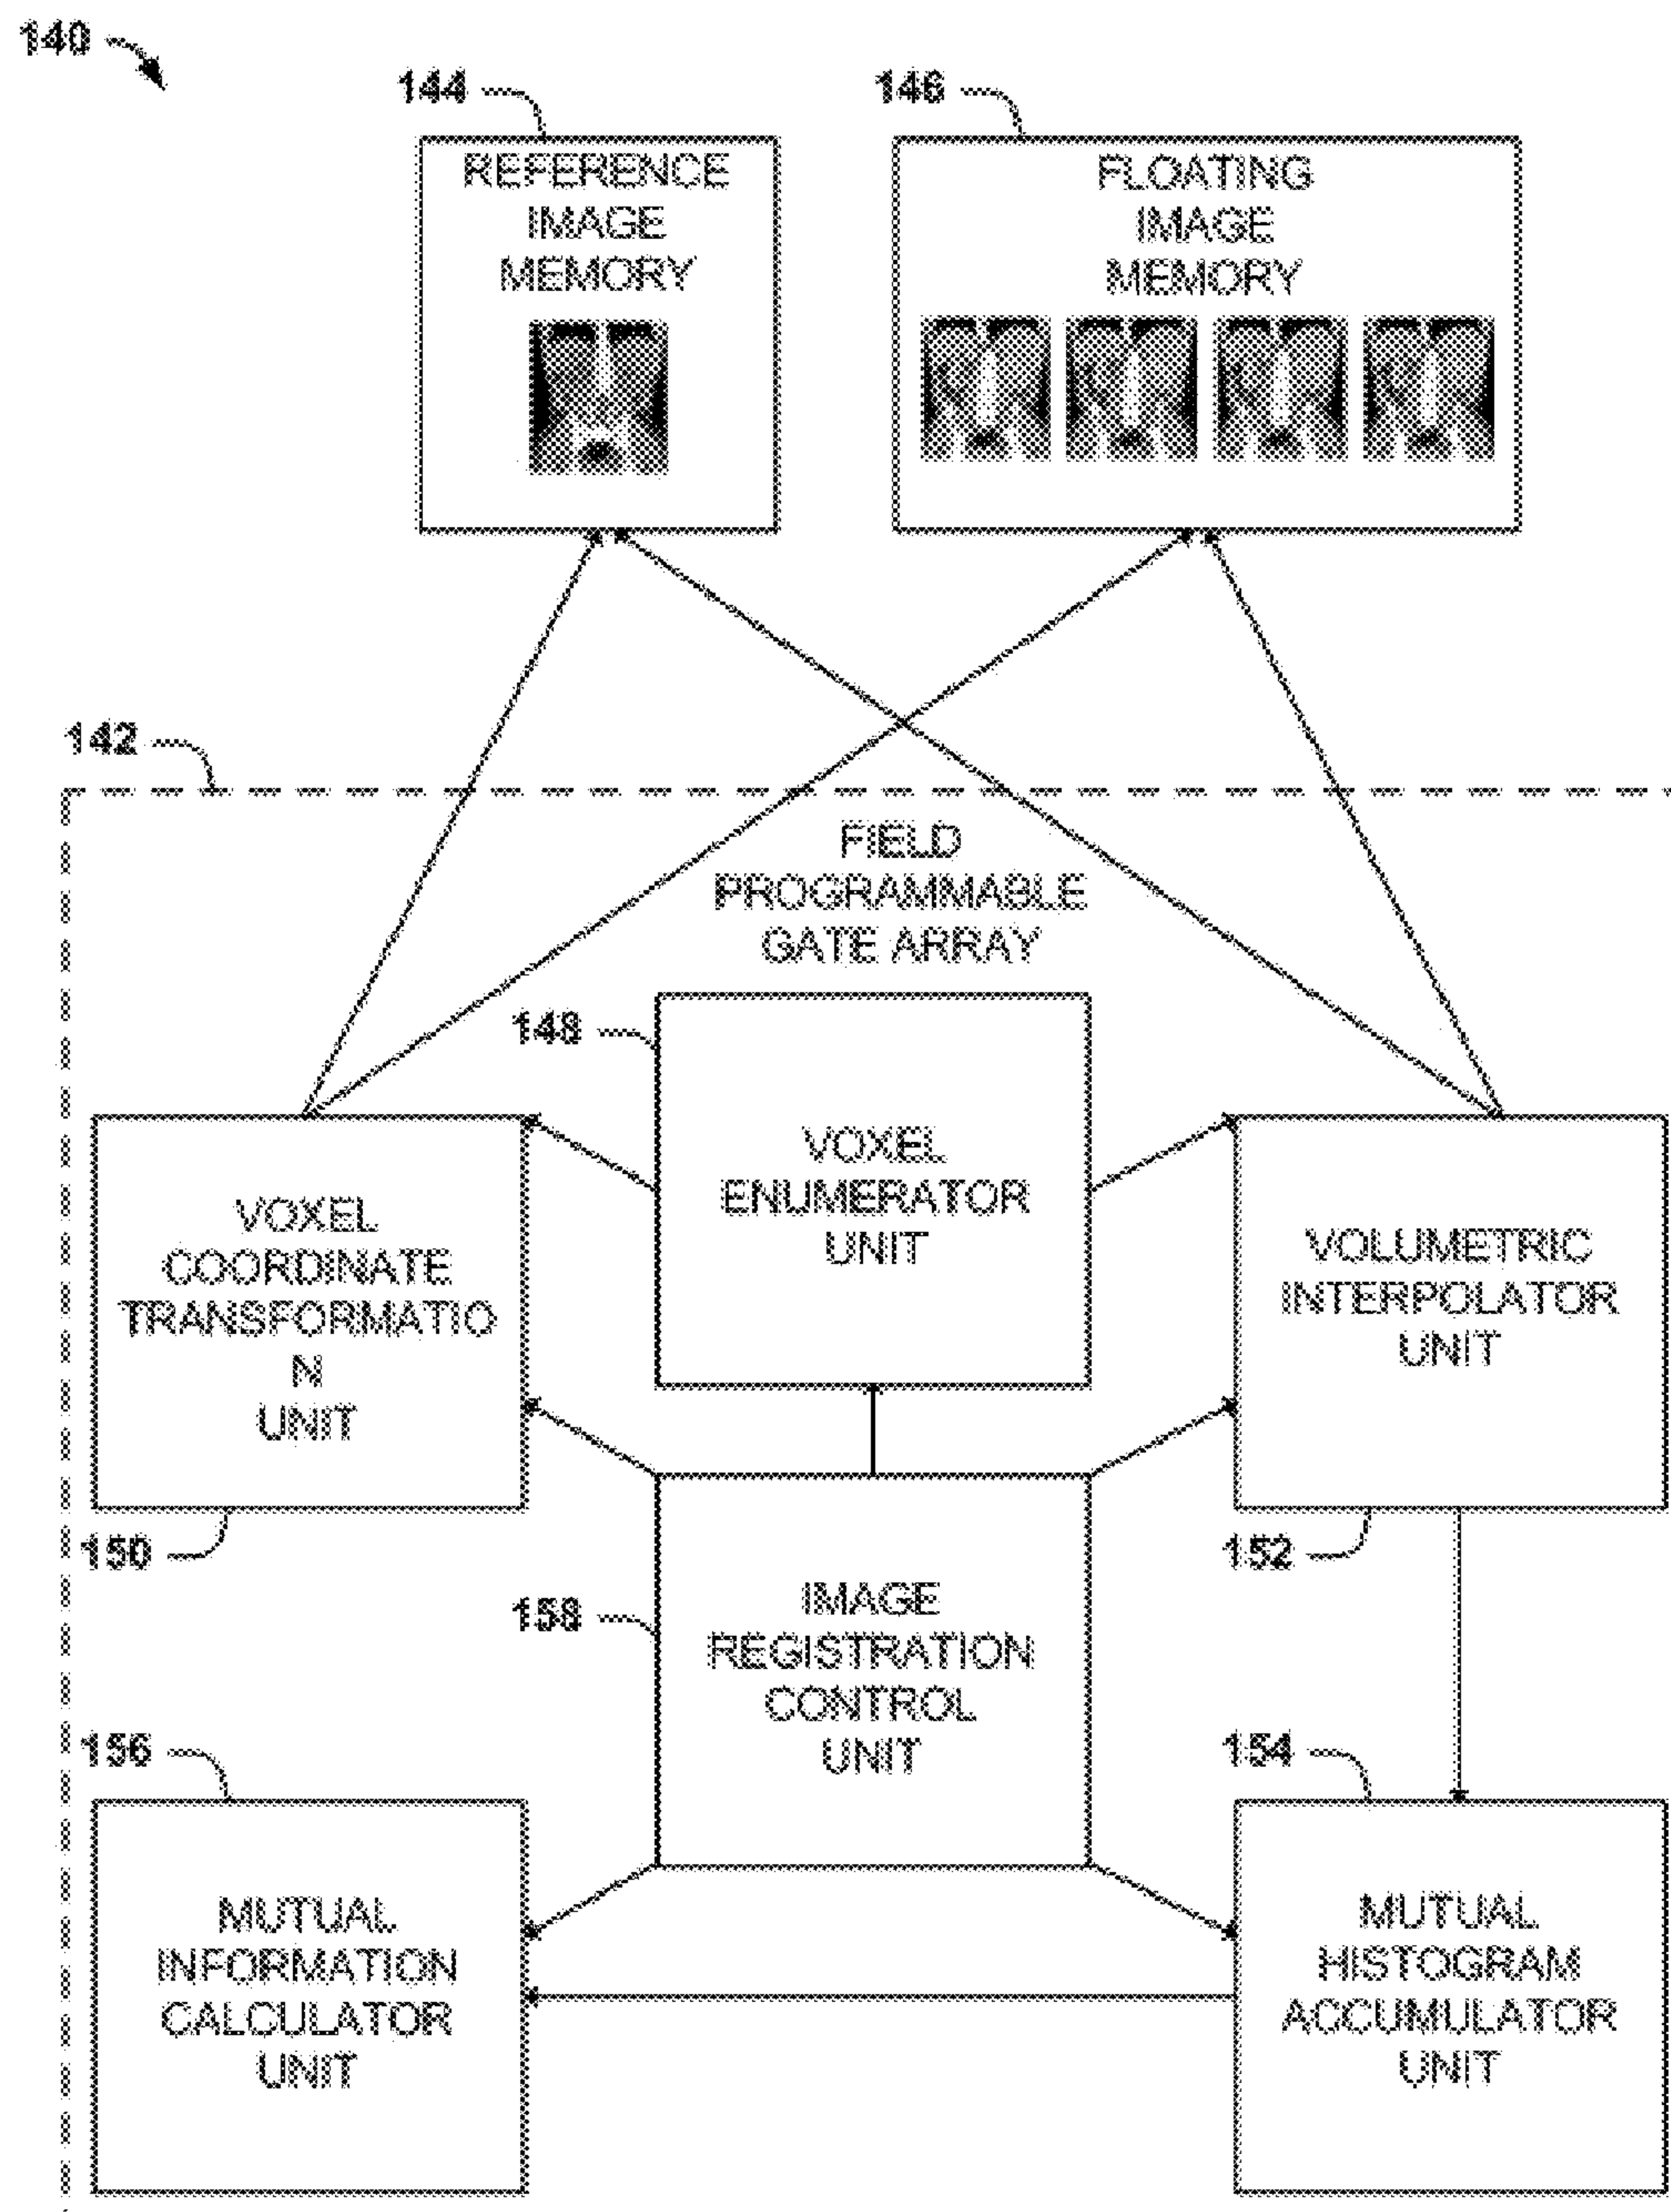 140
144
146
REFERENCE
IMAGE
MEMORY
FLOATING
IMAGE
MEMORY
142
FIELD
PROGRAMMABLE
GATE ARRAY
148
VOXEL
ENUMERATOR
UNIT
VOXEL
COORDINATE
TRANSFORMATIO
N
UNIT
VOLUMETRIC
INTERPOLATOR
UNIT
150
152
158
IMAGE
REGISTRATION
CONTROL
UNIT
156
154
MUTUAL
INFORMATION
CALCULATOR
UNIT
MUTUAL
HISTOGRAM
ACCUMULATOR
UNIT